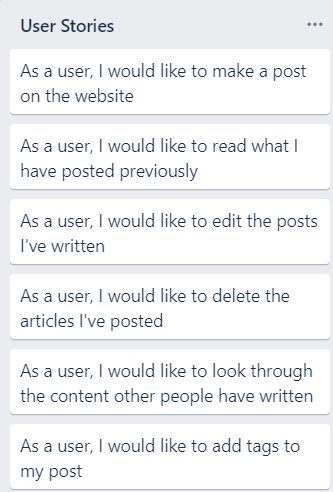 User Stories
As a user, I would like to make a post
on the website
As a user, I would like to read what I
have posted previously
As a user, I would like to edit the posts
I've written
As a user, I would like to delete the
articles I've posted
As a user, I would like to look through
the content other people have written
As a user, I would like to add tags to
my post